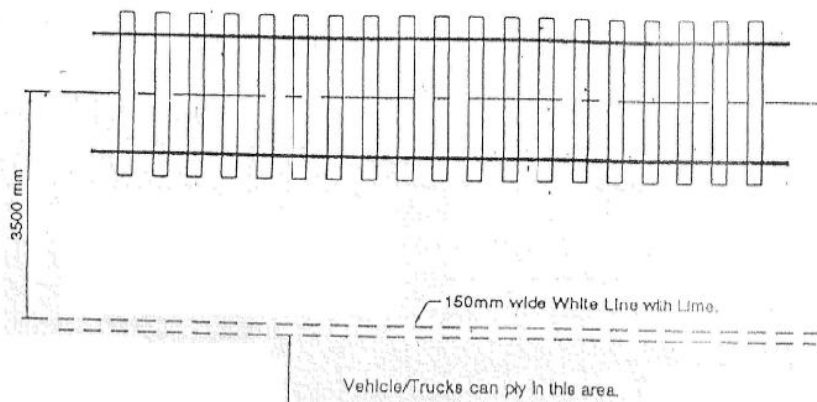 3500 mm
150mm wide White Line with Lime.
Vehicle/Trucks can ply in this area.